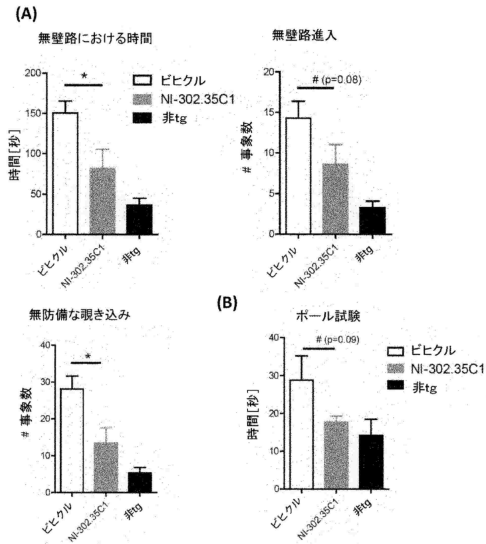 (A)
無壁路における時間
200
150
100
50
0
時間[秒]
*
ビヒクル
NI-302.35C1
非tg
ビヒクル
NI-302.35C1
非tg
無壁路進入
20
15
10
5
0
# 事象数
# (p=0.08)
ビヒクル
NI-302.35C1
非tg
無防備な覗き込み
40
30
20
10
0
# 事象数
*
ビヒクル
NI-302.35C1
非tg
(B)
ポール試験
40
30
20
10
0
時間[秒]
# (p=0.09)
ビヒクル
NI-302.35C1
非tg
ビヒクル
NI-302.35C1
非tg